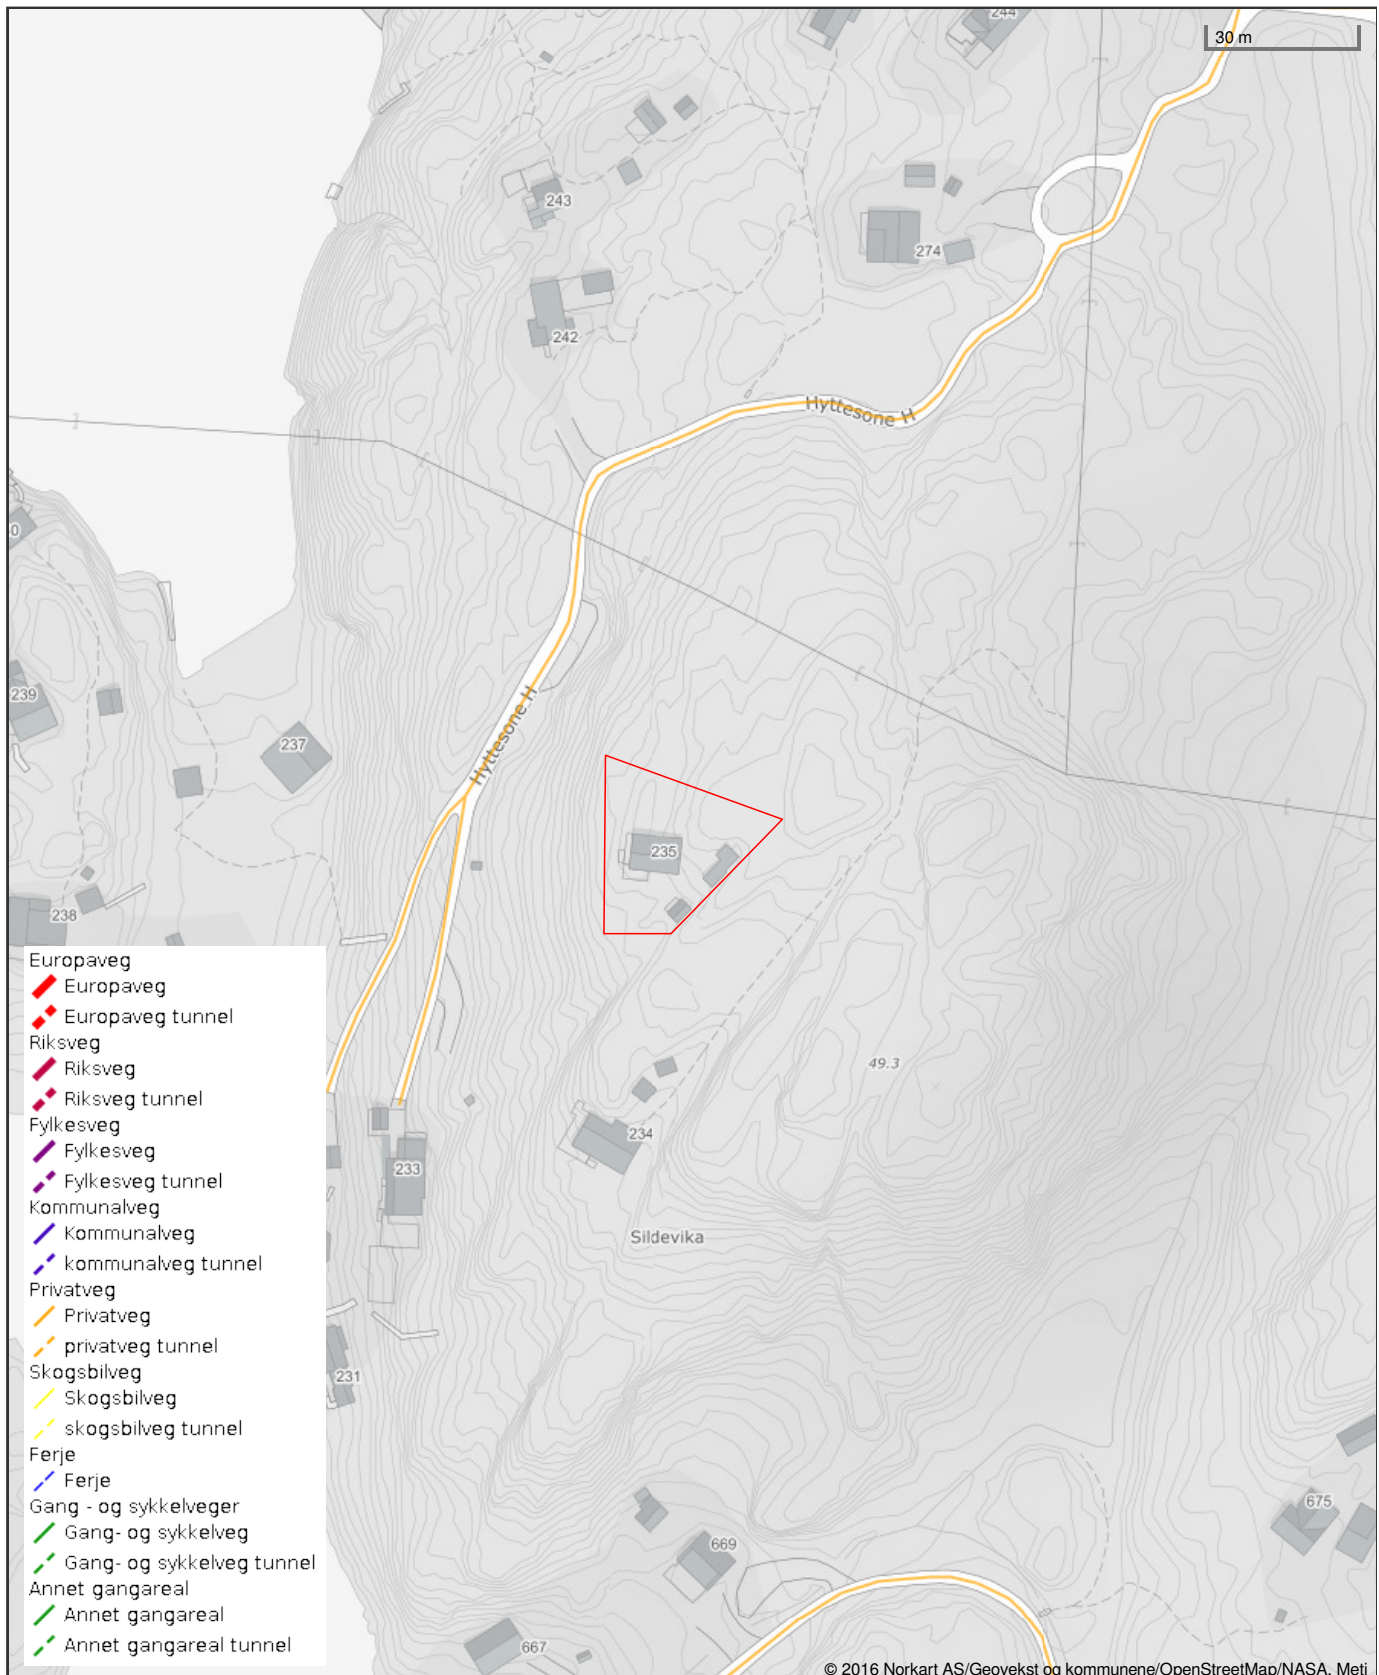 244
30 m
243
274
242
Hyttesone H
239
Hyttesone H
237
235
238
Europaveg
Europaveg
Europaveg tunnel
Riksveg
Riksveg
Riksveg tunnel
Fylkesveg
Fylkesveg
Fylkesveg tunnel
Kommunalveg
Kommunalveg
kommunalveg tunnel
Privatveg
Privatveg
privatveg tunnel
Skogsbilveg
Skogsbilveg
skogsbilveg tunnel
Ferje
Ferje
Gang - og sykkelveger
Gang- og sykkelveg
Gang- og sykkelveg tunnel
Annet gangareal
Annet gangareal
Annet gangareal tunnel
49.3
234
233
Sildevika
231
675
669
667
© 2016 Norkart AS/Geovekst og kommunene/OpenStreetMap/NASA, Meti